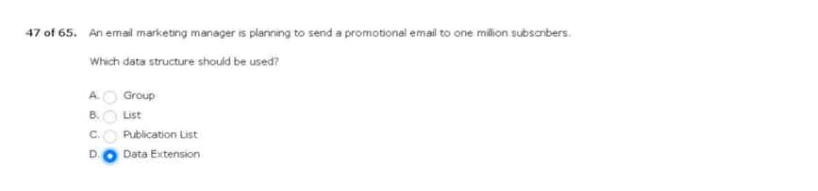 47 of 65. An email marketing manager is planning to send a promotional email to one million subscribers.
Which data structure should be used?
A. Group
B. List
C. Publication List
D. Data Extension